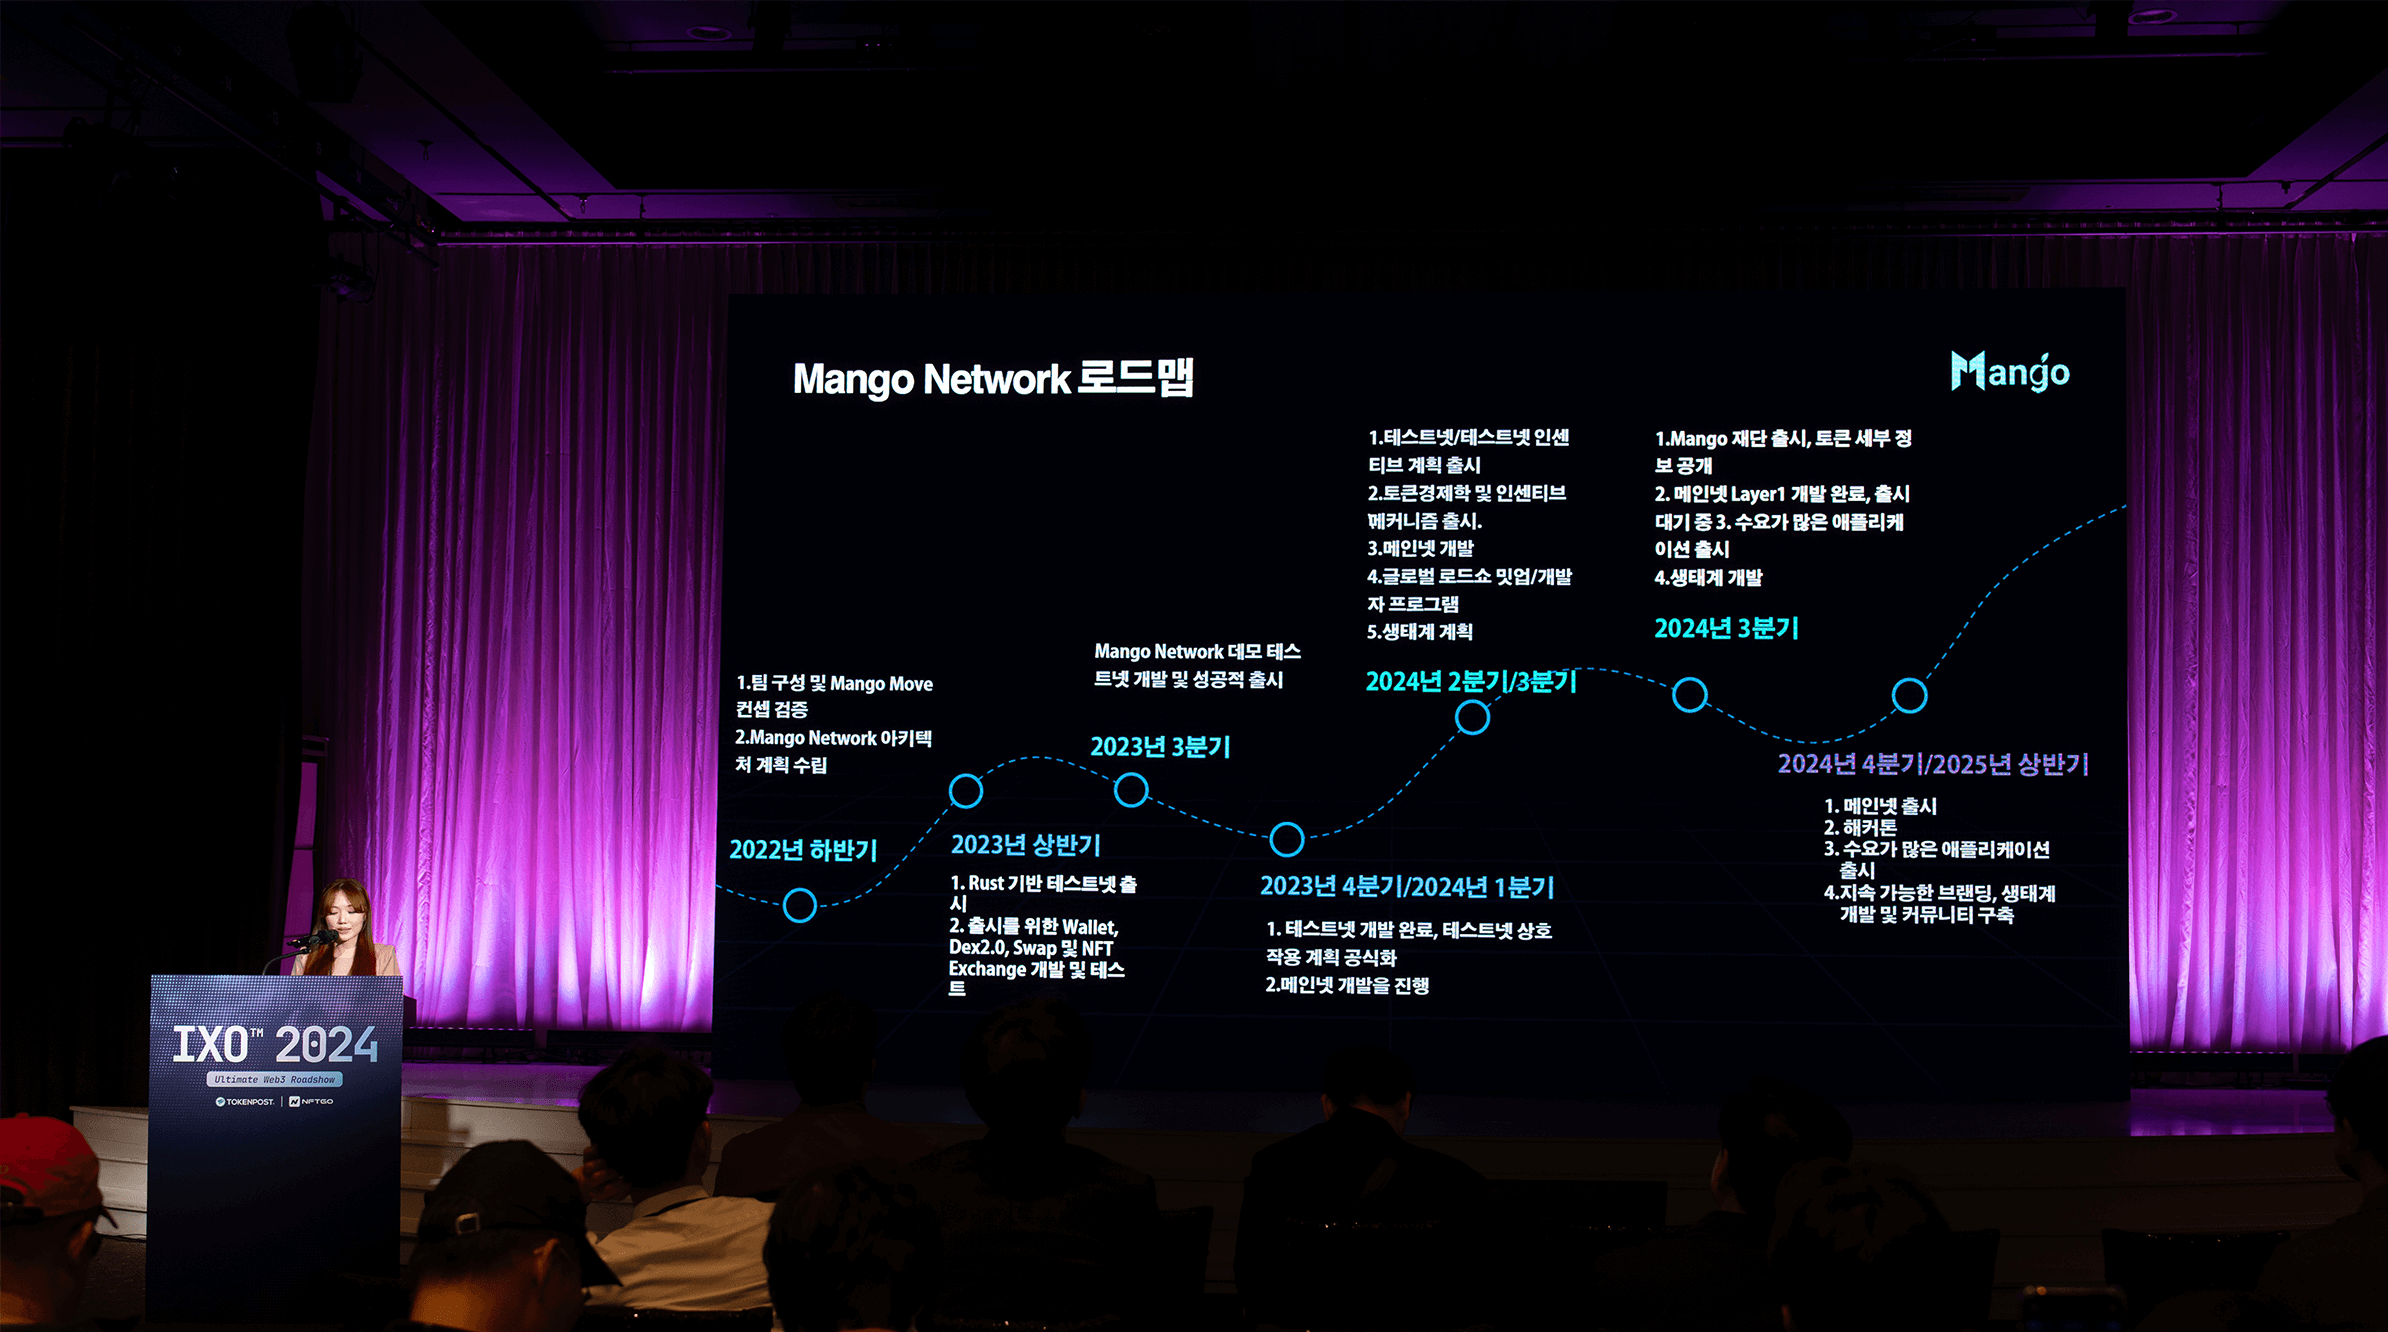 Mango Network 로드맵
Mango
1.팀 구성 및 Mango Move
컨셉 검증
2.Mango Network 아키텍
처 계획 수립
2022년 하반기
2023년 상반기
1. Rust 기반 테스트넷 출
시
2. 출시를 위한 Wallet,
Dex2.0, Swap 및 NFT
Exchange 개발 및 테스
트
Mango Network 데모 테스
트넷 개발 및 성공적 출시
2023년 3분기
2023년 4분기/2024년 1분기
1. 테스트넷 개발 완료, 테스트넷 상호
작용 계획 공식화
2.메인넷 개발을 진행
1.테스트넷/테스트넷 인센
티브 계획 출시
2.토큰경제학 및 인센티브
메커니즘 출시.
3.메인넷 개발
4.글로벌 로드쇼 밋업/개발
자 프로그램
5.생태계 계획
2024년 2분기/3분기
1.Mango 재단 출시, 토큰 세부 정
보 공개
2. 메인넷 Layer1 개발 완료, 출시
대기 중 3. 수요가 많은 애플리케
이션 출시
4.생태계 개발
2024년 3분기
2024년 4분기/2025년 상반기
1. 메인넷 출시
2. 해커톤
3. 수요가 많은 애플리케이션
출시
4.지속 가능한 브랜딩, 생태계
개발 및 커뮤니티 구축
IXO™ 2024
Ultimate Web3 Roadshow
TOKENPOST | NFTGO